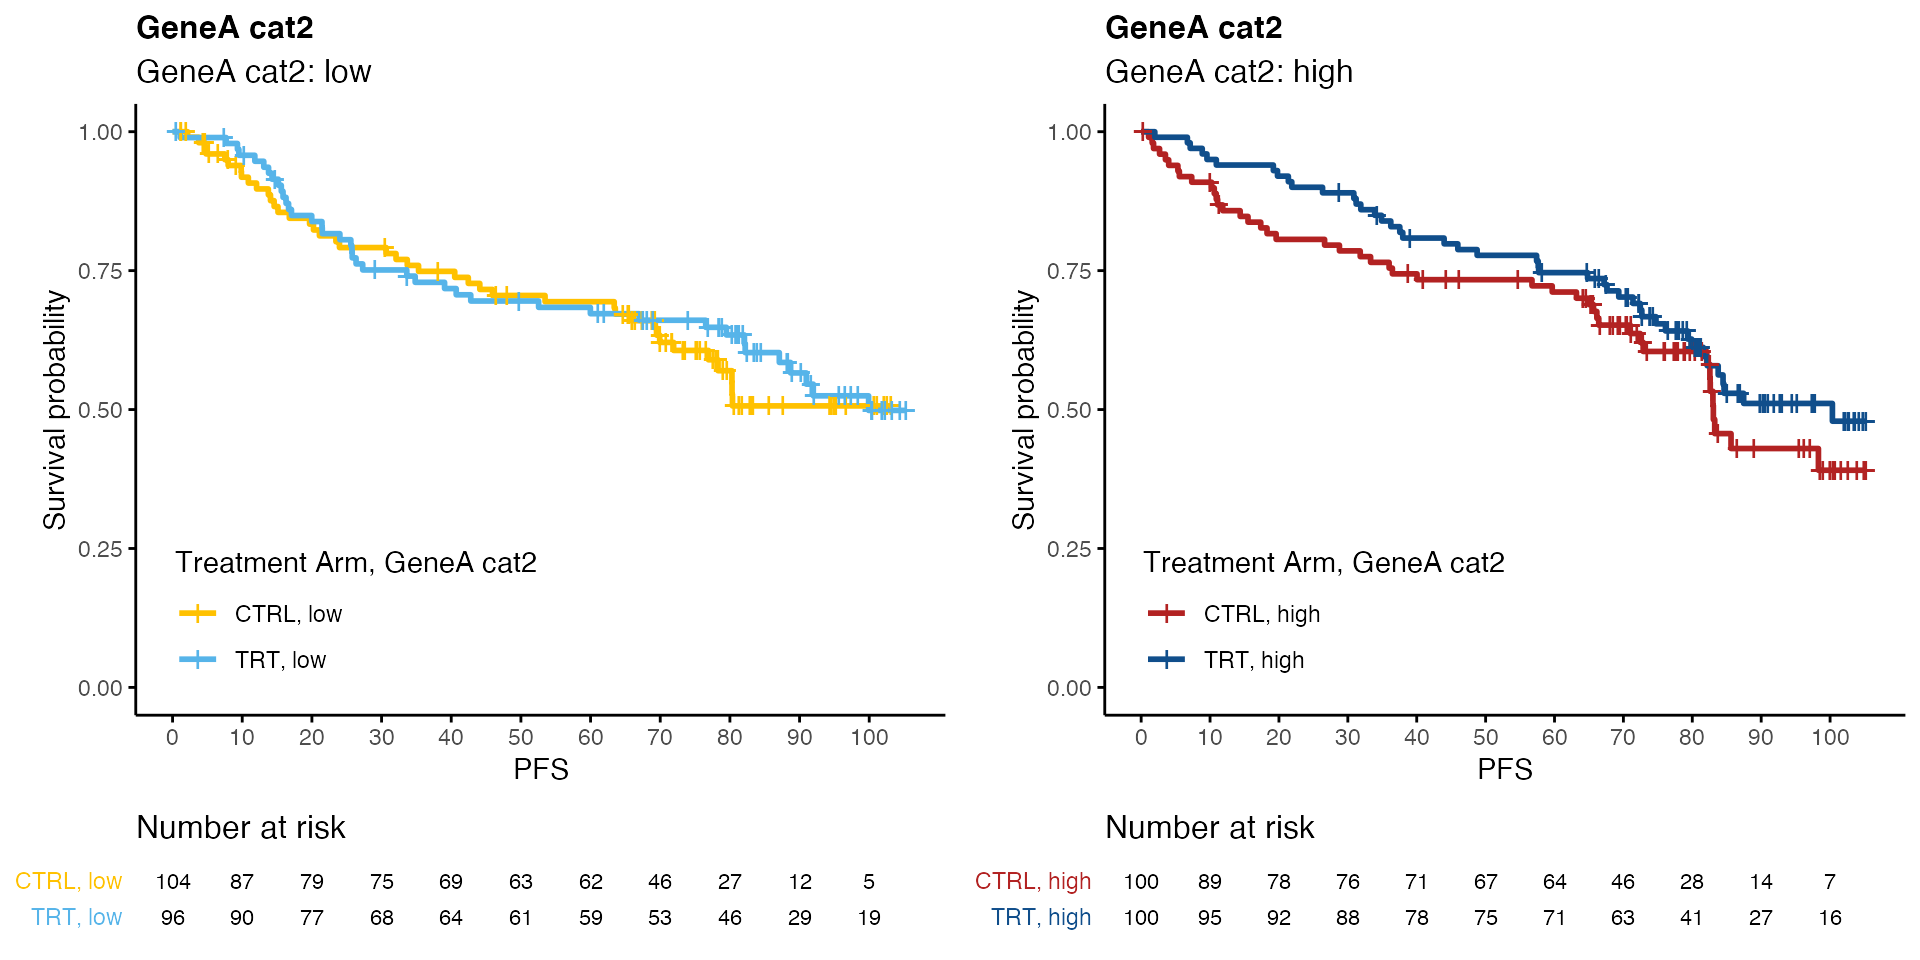 GeneA cat2
GeneA cat2: low
Survival probability
1.00
0.75
0.50
0.25
0.00
Treatment Arm, GeneA cat2
CTRL, low
TRT, low
0 10 20 30 40 50 60 70 80 90 100
PFS
Number at risk
CTRL, low 104 87 79 75 69 63 62 46 27 12 5
TRT, low 96 90 77 68 64 61 59 53 46 29 19
GeneA cat2
GeneA cat2: high
Survival probability
1.00
0.75
0.50
0.25
0.00
Treatment Arm, GeneA cat2
CTRL, high
TRT, high
0 10 20 30 40 50 60 70 80 90 100
PFS
Number at risk
CTRL, high 100 89 78 76 71 67 64 46 28 14 7
TRT, high 100 95 92 88 78 75 71 63 41 27 16